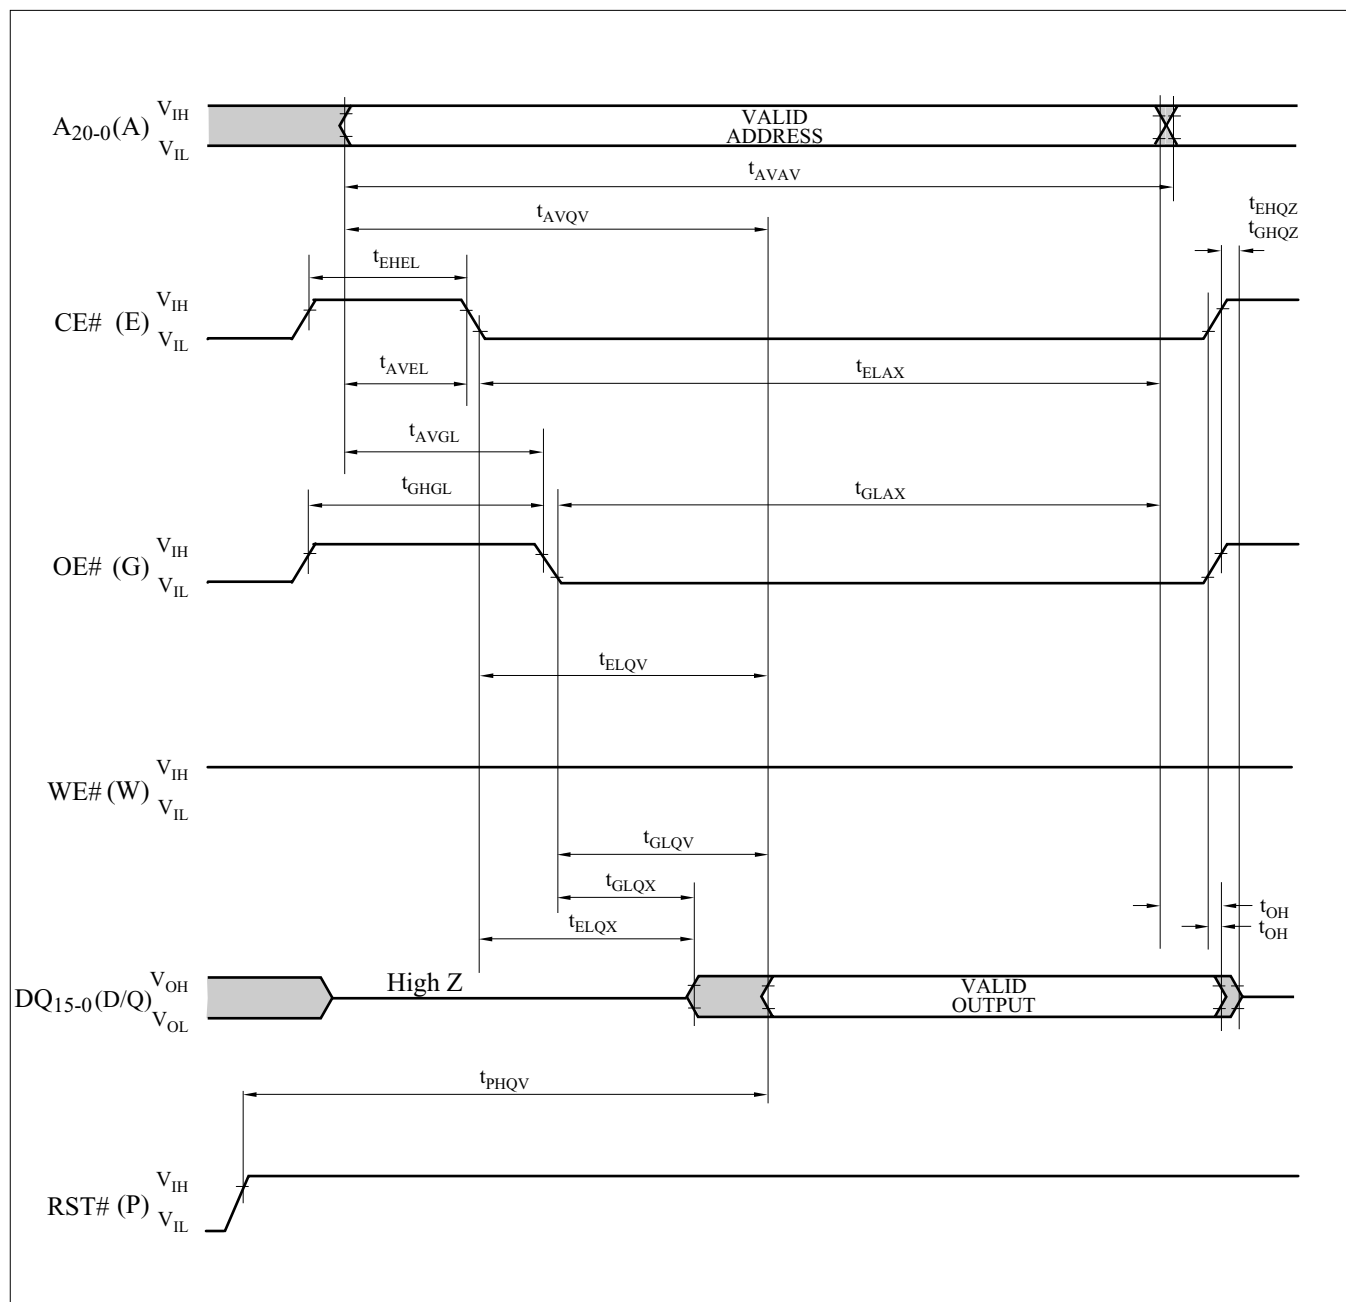 A20-0(A) VIH
VIL
VALID
ADDRESS
tAVAV
tAVQV
tEHQZ
tGHQZ
tEHEL
CE# (E) VIH
VIL
tAVEL
tELAX
tAVGL
tGHGL
tGLAX
OE# (G) VIH
VIL
tELQV
WE# (W) VIH
VIL
tGLQV
tGLQX
tOH
tELQX
tOH
DQ15-0(D/Q) VOH
VOL
High Z
VALID
OUTPUT
tPHQV
RST# (P) VIH
VIL